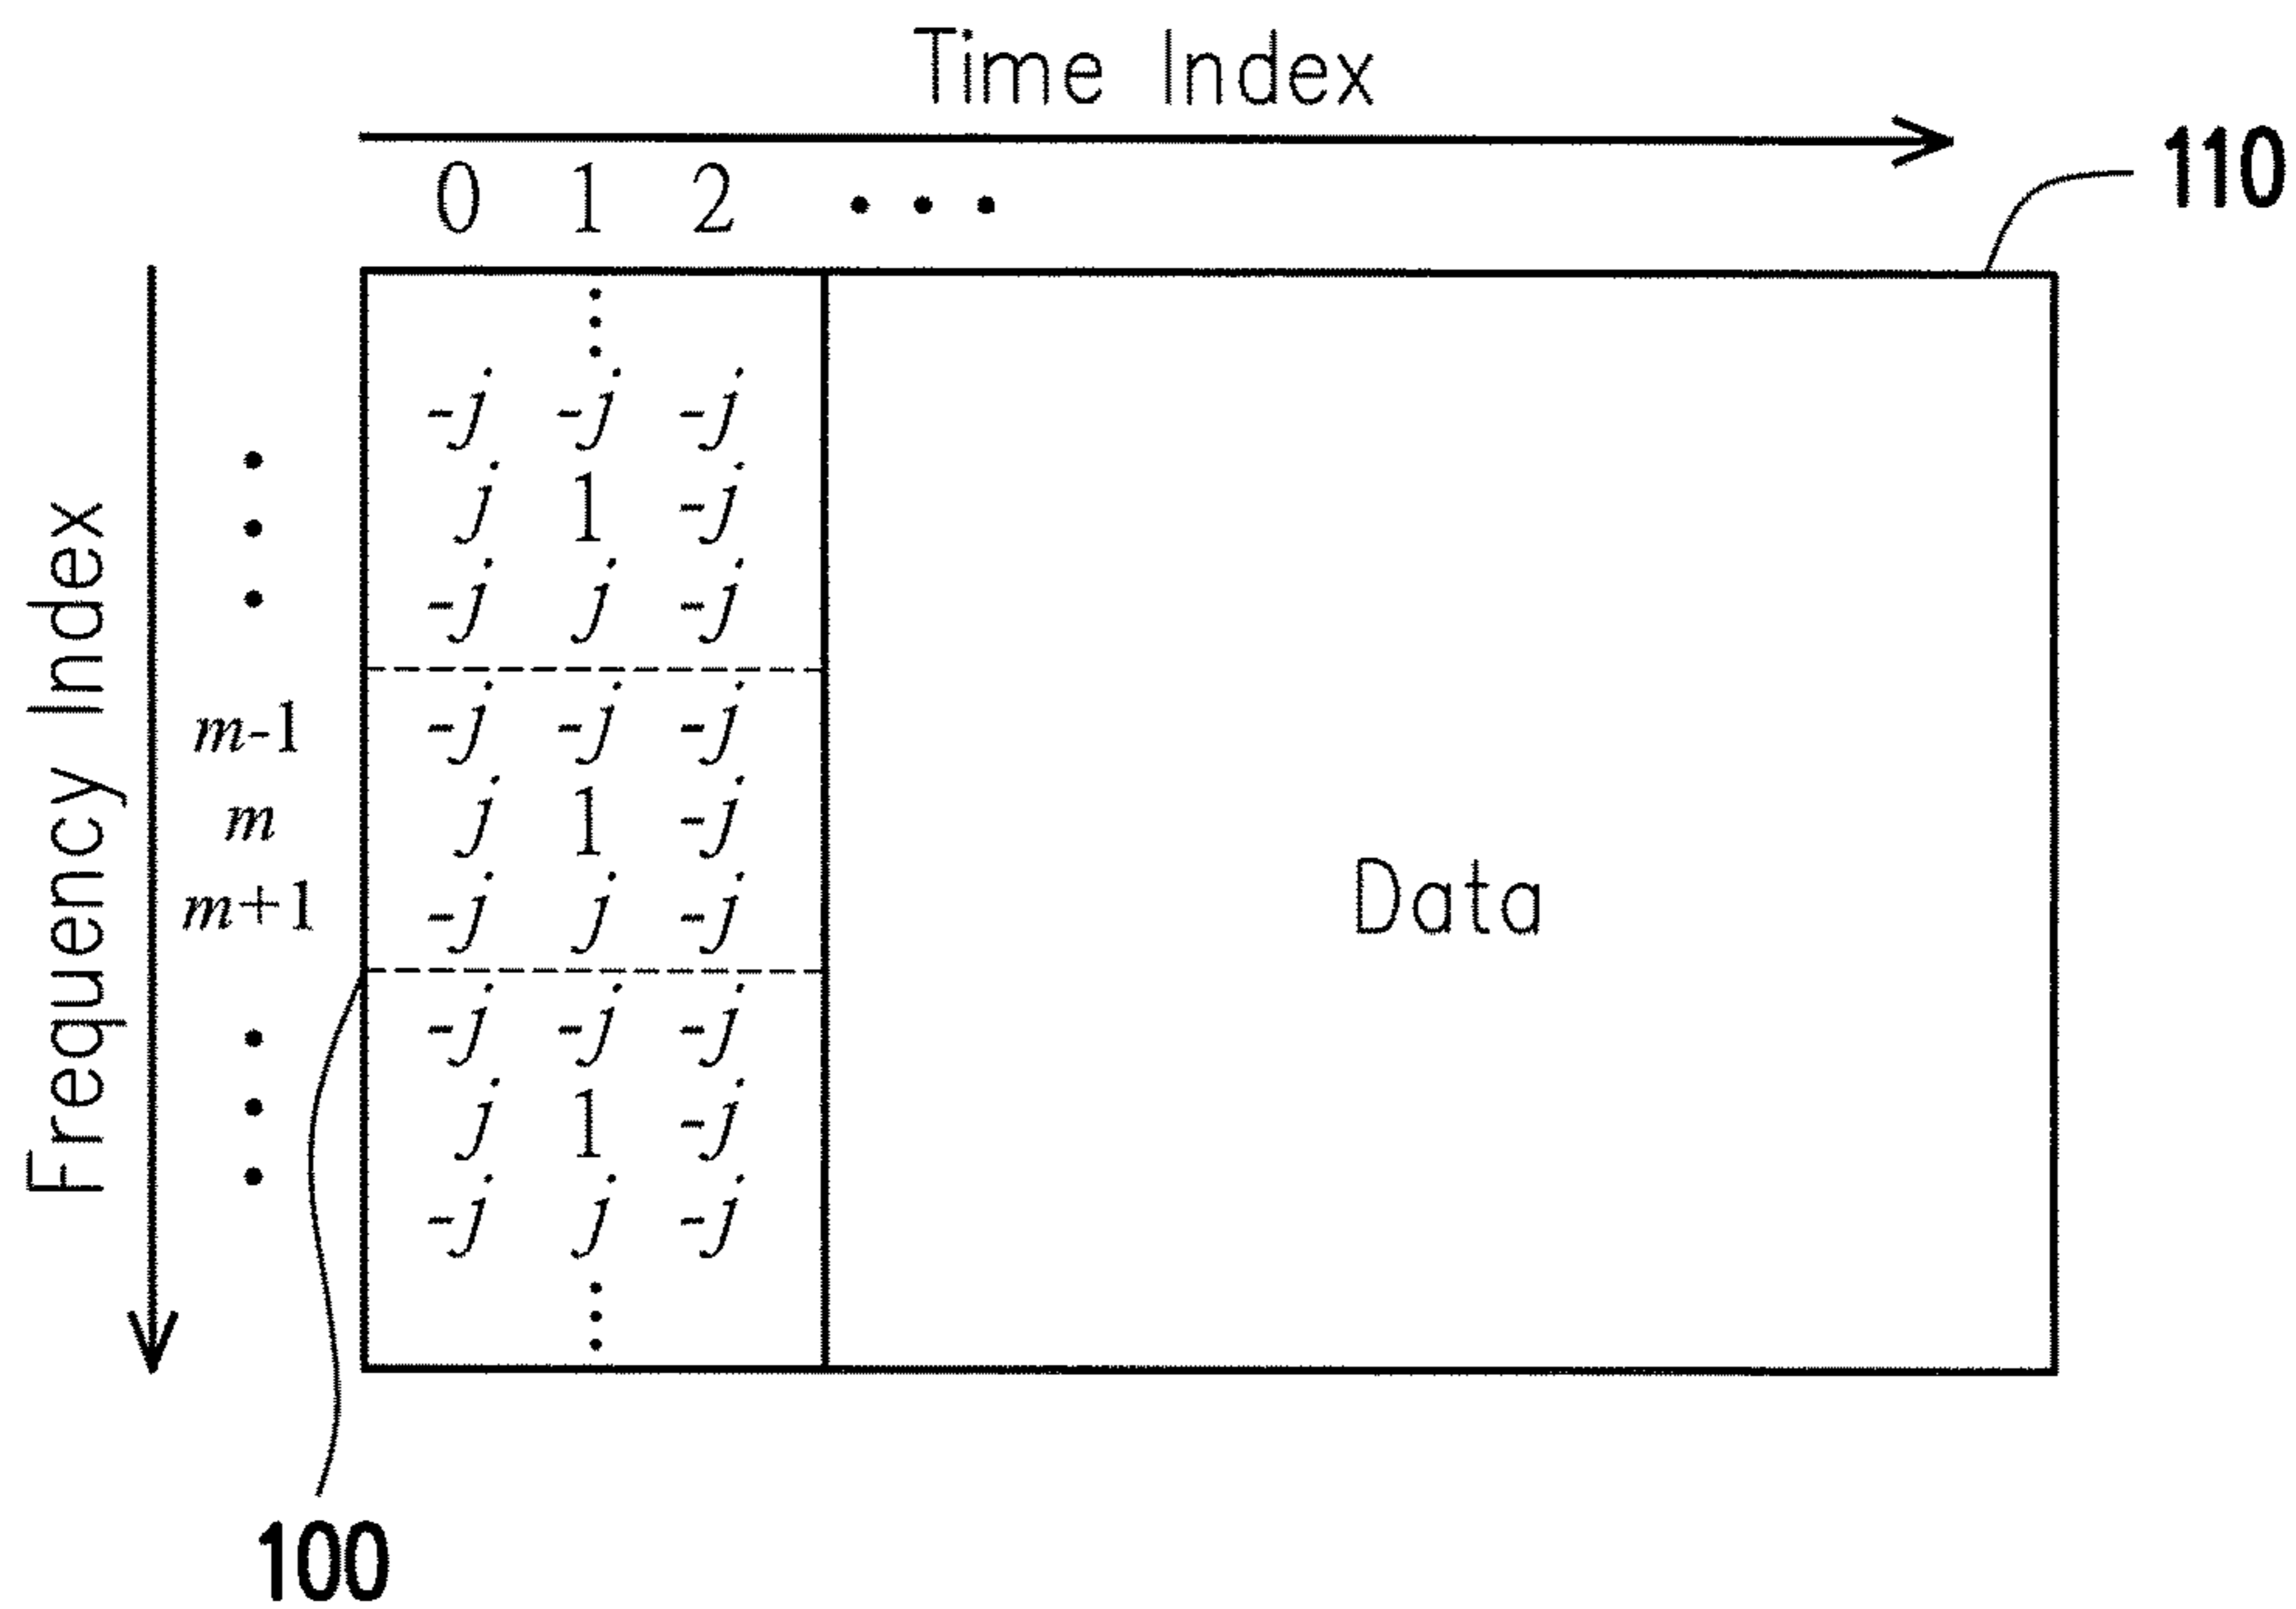 Time Index
0 1 2 • • •
110
Frequency Index
-j -j -j
j 1 -j
-j j -j
m-1 -j -j -j
m j 1 -j
m+1 -j j -j
Data
-j -j -j
j 1 -j
-j j -j
100